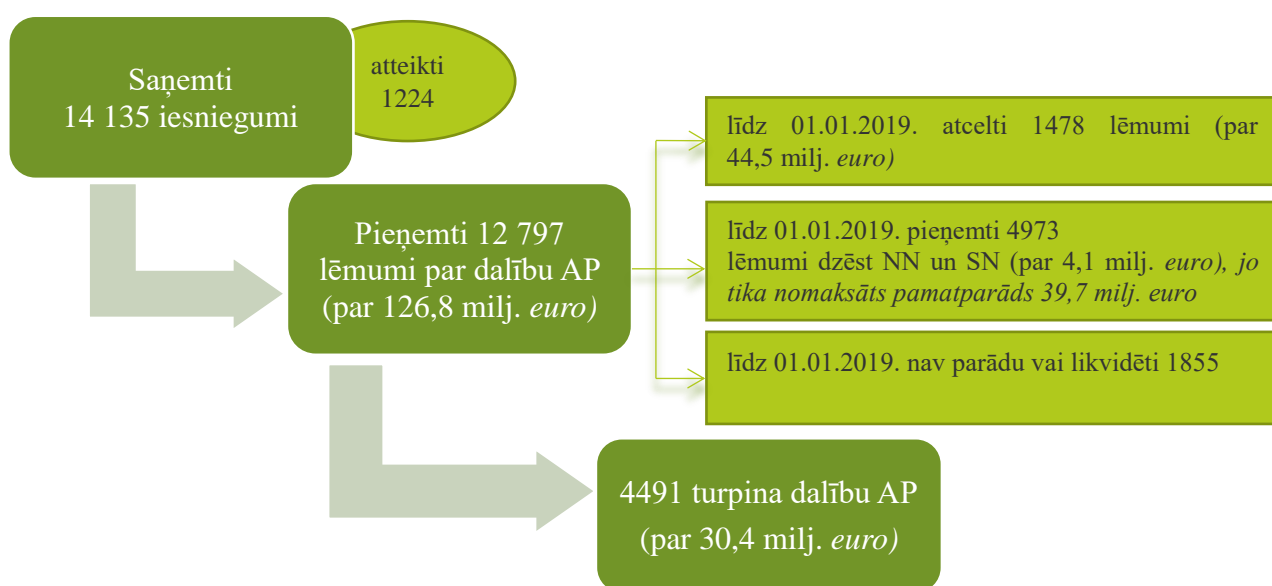 Saņemti
14 135 iesniegumi
atteikti
1224
Pieņemti 12 797
lēmumi par dalību AP
(par 126,8 milj. euro)
līdz 01.01.2019. atcelti 1478 lēmumi (par
44,5 milj. euro)
līdz 01.01.2019. pieņemti 4973
lēmumi dzēst NN un SN (par 4,1 milj. euro), jo
tika nomaksāts pamatparāds 39,7 milj. euro
līdz 01.01.2019. nav parādu vai likvidēti 1855
4491 turpina dalību AP
(par 30,4 milj. euro)